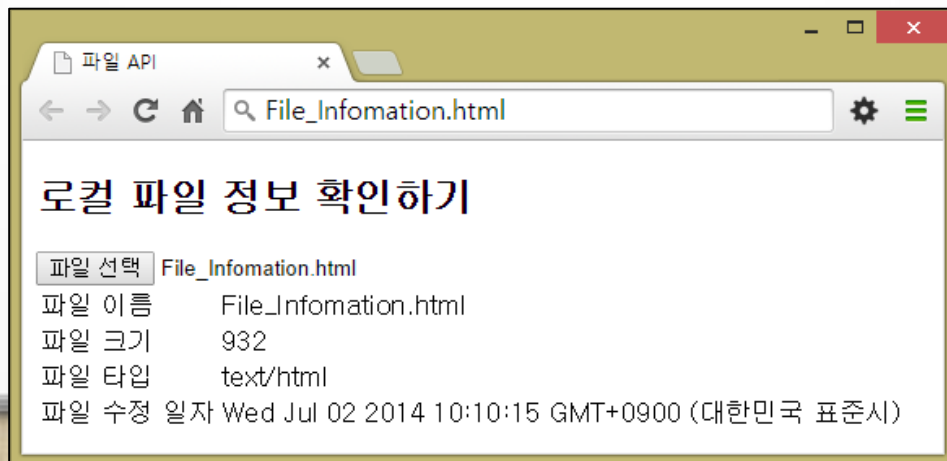 파일 API
File_Infomation.html
로컬 파일 정보 확인하기
파일 선택 File_Infomation.html
파일 이름 File_Infomation.html
파일 크기 932
파일 타입 text/html
파일 수정 일자 Wed Jul 02 2014 10:10:15 GMT+0900 (대한민국 표준시)